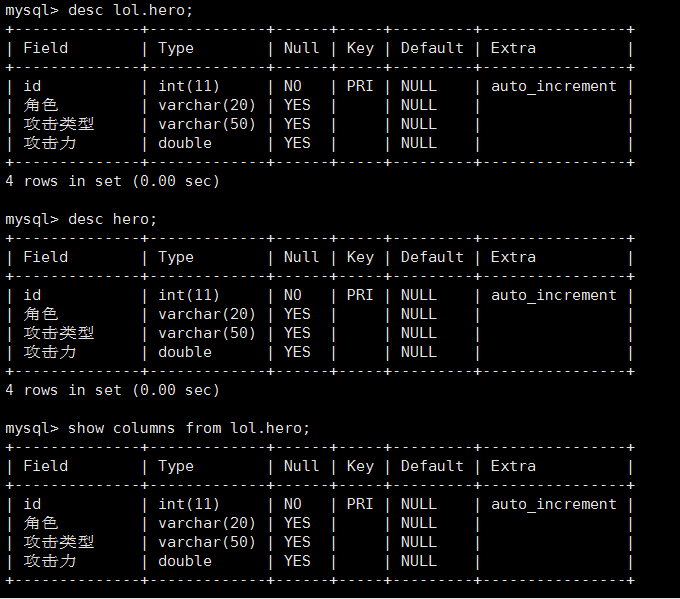 mysql> desc lol.hero;
+--------------+-------------+------+-----+---------+----------------+
| Field        | Type        | Null | Key | Default | Extra          |
+--------------+-------------+------+-----+---------+----------------+
| id           | int(11)     | NO   | PRI | NULL    | auto_increment |
| 角色         | varchar(20) | YES  |     | NULL    |                |
| 攻击类型     | varchar(50) | YES  |     | NULL    |                |
| 攻击力       | double      | YES  |     | NULL    |                |
+--------------+-------------+------+-----+---------+----------------+
4 rows in set (0.00 sec)
mysql> desc hero;
+--------------+-------------+------+-----+---------+----------------+
| Field        | Type        | Null | Key | Default | Extra          |
+--------------+-------------+------+-----+---------+----------------+
| id           | int(11)     | NO   | PRI | NULL    | auto_increment |
| 角色         | varchar(20) | YES  |     | NULL    |                |
| 攻击类型     | varchar(50) | YES  |     | NULL    |                |
| 攻击力       | double      | YES  |     | NULL    |                |
+--------------+-------------+------+-----+---------+----------------+
4 rows in set (0.00 sec)
mysql> show columns from lol.hero;
+--------------+-------------+------+-----+---------+----------------+
| Field        | Type        | Null | Key | Default | Extra          |
+--------------+-------------+------+-----+---------+----------------+
| id           | int(11)     | NO   | PRI | NULL    | auto_increment |
| 角色         | varchar(20) | YES  |     | NULL    |                |
| 攻击类型     | varchar(50) | YES  |     | NULL    |                |
| 攻击力       | double      | YES  |     | NULL    |                |
+--------------+-------------+------+-----+---------+----------------+